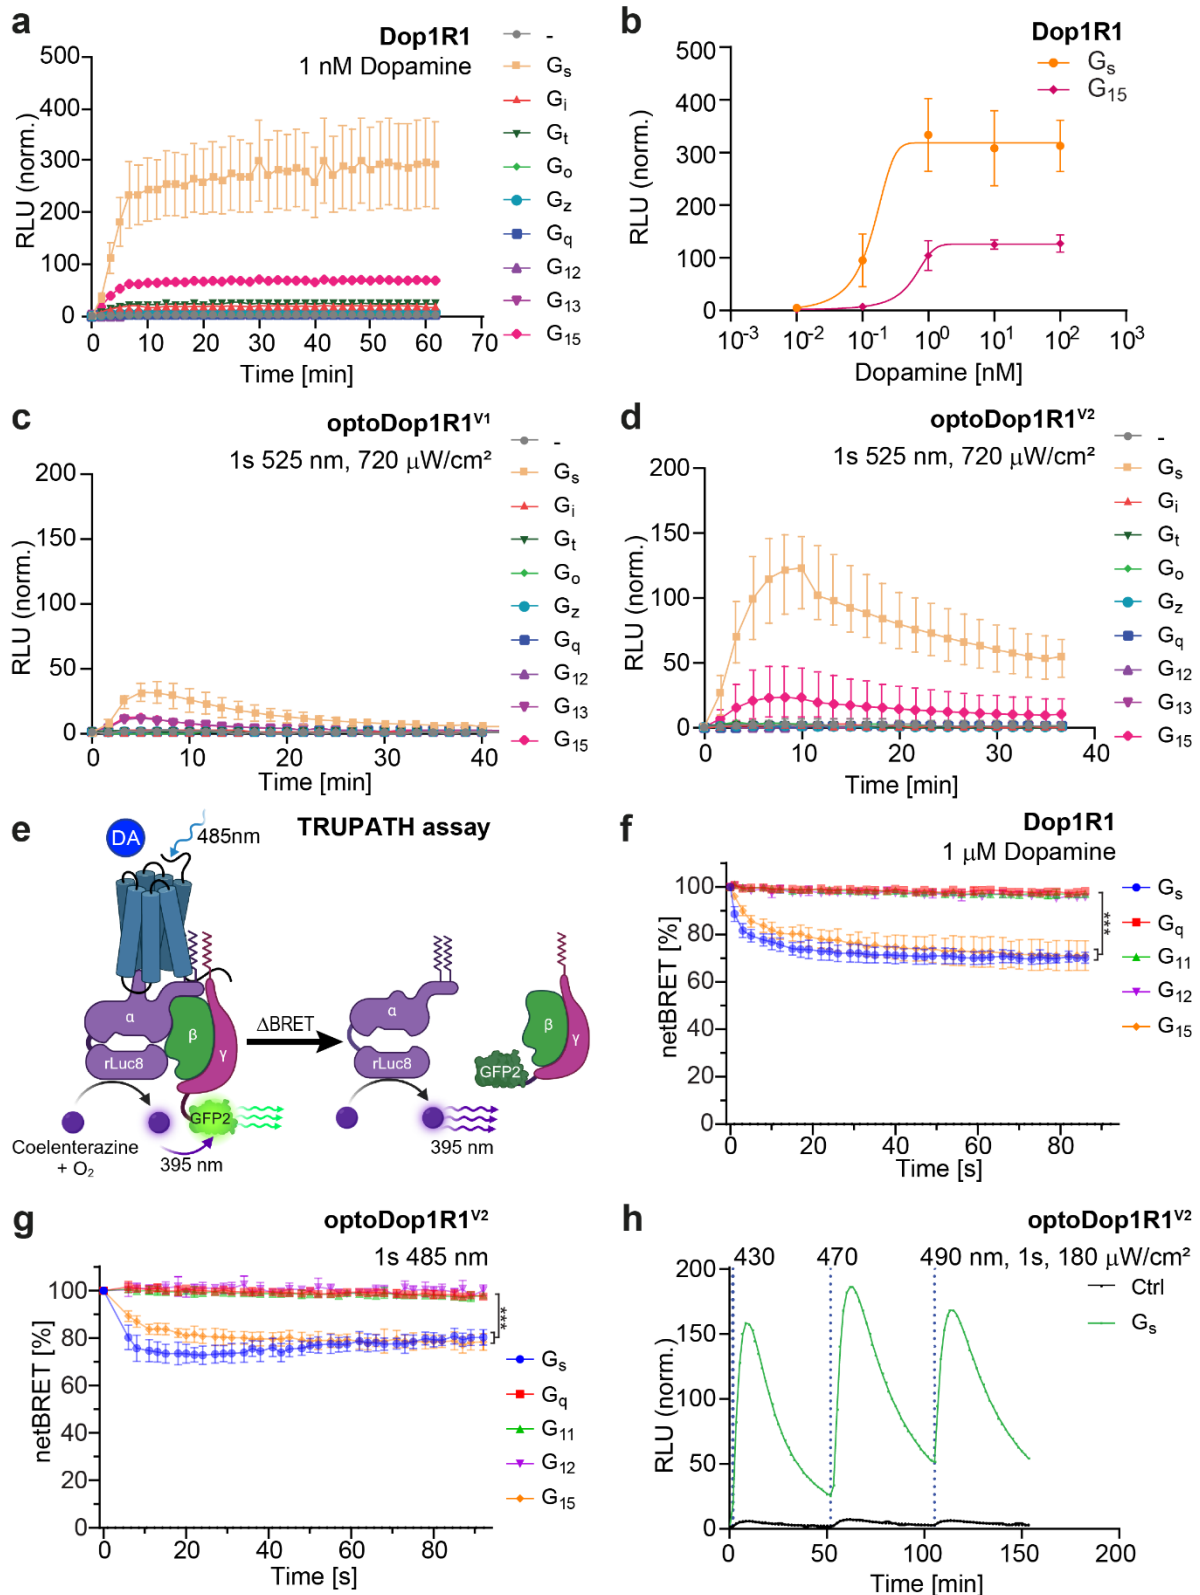 a
Dop1R1
1 nM Dopamine
500
400
300
200
100
0
RLU (norm.)
0 10 20 30 40 50 60 70
Time [min]
-
Gs
Gi
Gt
Go
Gz
Gq
G12
G13
G15
b
Dop1R1
Gs
G15
500
400
300
200
100
0
RLU (norm.)
10⁻³ 10⁻² 10⁻¹ 10⁰ 10¹ 10² 10³
Dopamine [nM]
c
optoDop1R1V1
1s 525 nm, 720 μW/cm²
200
150
100
50
0
RLU (norm.)
0 10 20 30 40
Time [min]
-
Gs
Gi
Gt
Go
Gz
Gq
G12
G13
G15
d
optoDop1R1V2
1s 525 nm, 720 μW/cm²
200
150
100
50
0
RLU (norm.)
0 10 20 30 40
Time [min]
-
Gs
Gi
Gt
Go
Gz
Gq
G12
G13
G15
e
TRUPATH assay
DA
485nm
α
β
γ
rLuc8
GFP2
Coelenterazine
+ O₂
395 nm
ΔBRET
α
rLuc8
β
γ
GFP2
395 nm
f
Dop1R1
1 μM Dopamine
100
80
60
40
20
0
netBRET [%]
0 20 40 60 80
Time [s]
***
Gs
Gq
G11
G12
G15
g
optoDop1R1V2
1s 485 nm
100
80
60
40
20
0
netBRET [%]
0 20 40 60 80
Time [s]
***
Gs
Gq
G11
G12
G15
h
optoDop1R1V2
430 470 490 nm, 1s, 180 μW/cm²
Ctrl
Gs
200
150
100
50
0
RLU (norm.)
0 50 100 150 200
Time [min]